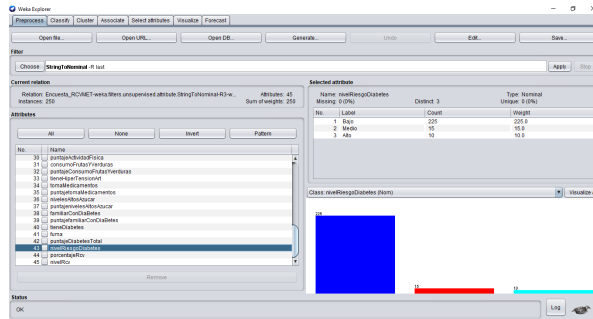 Weka Explorer
Preprocess Classify Cluster Associate Select attributes Visualize Forecast
Open file... Open URL... Open DB... Generate... Undo Edit... Save...
Filter
Choose StringToNominal -R last Apply Stop
Current relation
Relation: Encuesta_RCVMET-weka.filters.unsupervised.attribute.StringToNominal-R3-w... Attributes: 45
Instances: 250 Sum of weights: 250
Attributes
All None Invert Pattern
No. Name
30 puntajeActividadFisica
31 consumoFrutasYVerduras
32 puntajeConsumoFrutasYVerduras
33 tieneHiperTensionArt
34 tomaMedicamentos
35 puntajetomaMedicamentos
36 nivelesAltosAzucar
37 puntajenivelesAltosAzucar
38 familiarConDiaBetes
39 puntajefamiliarConDiaBetes
40 tieneDiabetes
41 fuma
42 puntajeDiabetesTotal
43 nivelRiesgoDiabetes
44 porcentajeRcv
45 nivelRcv
Remove
Selected attribute
Name: nivelRiesgoDiabetes Type: Nominal
Missing: 0 (0%) Distinct: 3 Unique: 0 (0%)
No. Label Count Weight
1 Bajo 225 225.0
2 Medio 15 15.0
3 Alto 10 10.0
Class: nivelRiesgoDiabetes (Nom) Visualize
225
15
10
Status
OK
Log